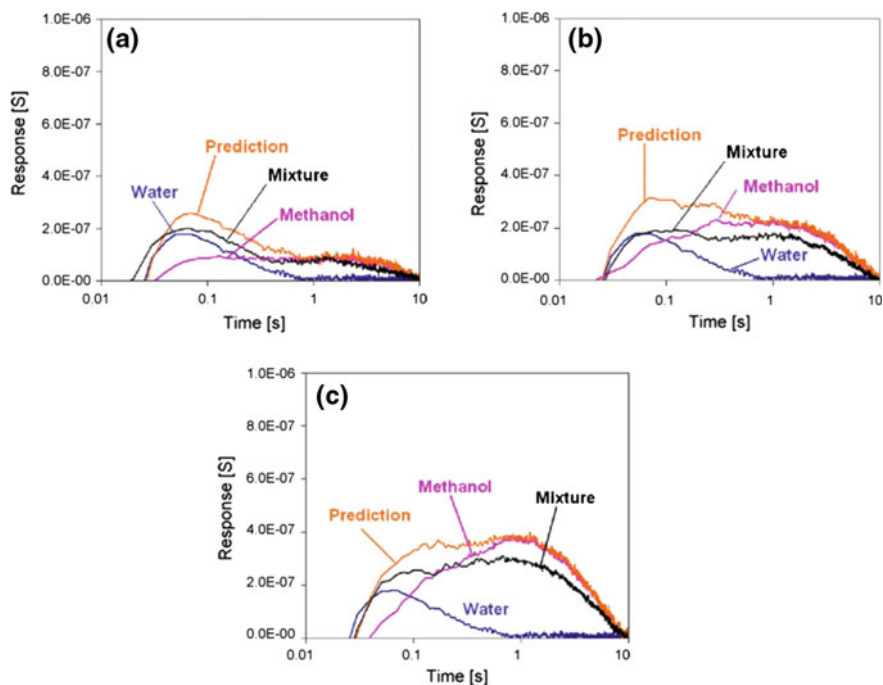 (a)
Response [S]
1.0E-06
8.0E-07
6.0E-07
4.0E-07
2.0E-07
0.0E-00
Prediction
Water
Mixture
Methanol
0.01 0.1 1 10
Time [s]
(b)
Response [S]
1.0E-06
8.0E-07
6.0E-07
4.0E-07
2.0E-07
0.0E-00
Prediction
Mixture
Methanol
Water
0.01 0.1 1 10
Time [s]
(c)
Response [S]
1.0E-06
8.0E-07
6.0E-07
4.0E-07
2.0E-07
0.0E-00
Methanol
Mixture
Prediction
Water
0.01 0.1 1 10
Time [s]